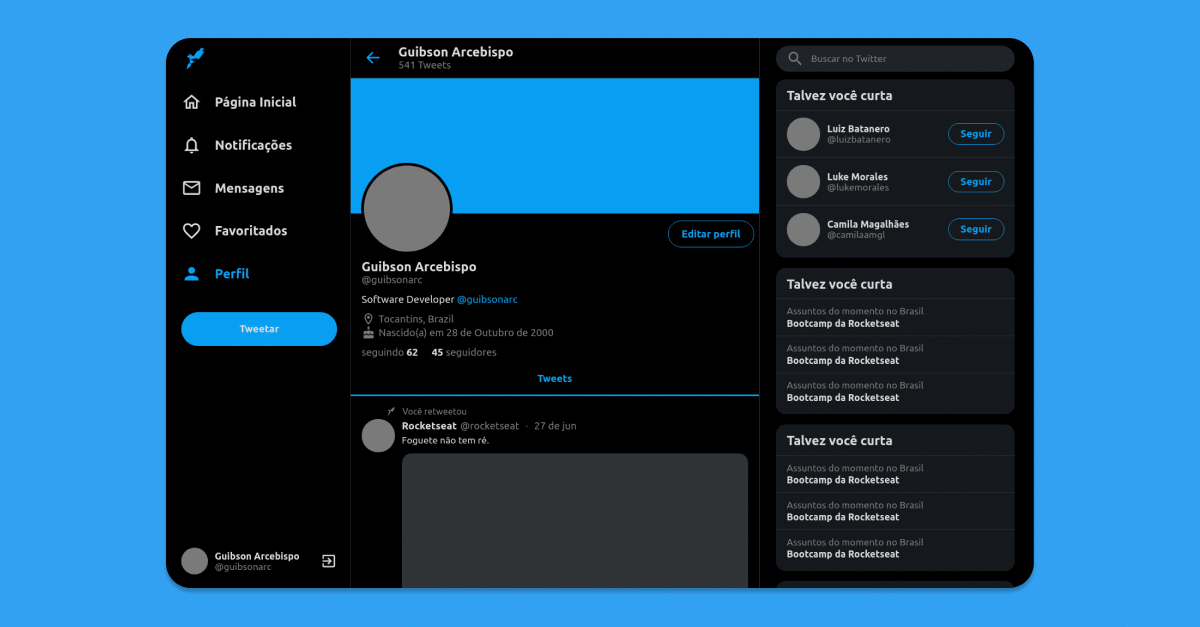 Página Inicial
Notificações
Mensagens
Favoritados
Perfil
Tweetar
Guibson Arcebispo
@guibsonarc
Guibson Arcebispo
541 Tweets
Editar perfil
Guibson Arcebispo
@guibsonarc
Software Developer @guibsonarc
Tocantins, Brazil
Nascido(a) em 28 de Outubro de 2000
seguindo 62 45 seguidores
Tweets
Você retweetou
Rocketseat @rocketseat · 27 de jun
Foguete não tem ré.
Buscar no Twitter
Talvez você curta
Luiz Batanero
@luizbatanero
Seguir
Luke Morales
@lukemorales
Seguir
Camila Magalhães
@camilaamgl
Seguir
Talvez você curta
Assuntos do momento no Brasil
Bootcamp da Rocketseat
Assuntos do momento no Brasil
Bootcamp da Rocketseat
Assuntos do momento no Brasil
Bootcamp da Rocketseat
Talvez você curta
Assuntos do momento no Brasil
Bootcamp da Rocketseat
Assuntos do momento no Brasil
Bootcamp da Rocketseat
Assuntos do momento no Brasil
Bootcamp da Rocketseat